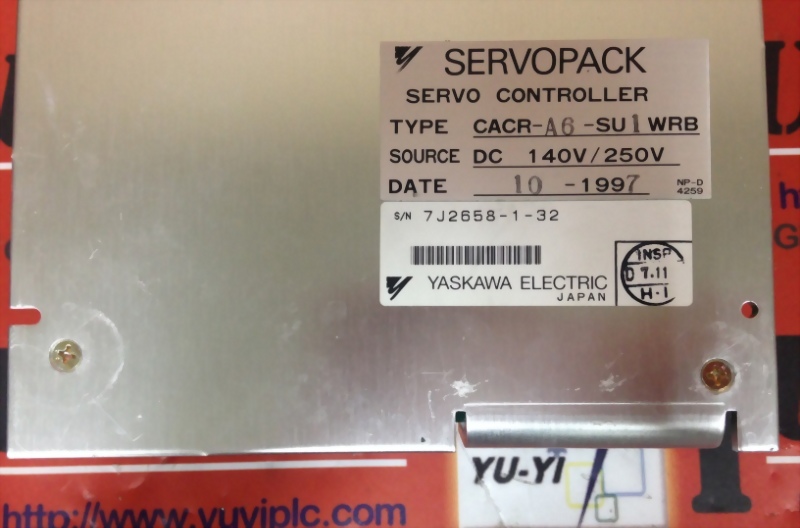 SERVOPACK
SERVO CONTROLLER
TYPE CACR-A6-SU1WRB
SOURCE DC 140V/250V
DATE 10-1997
NP-D
4259
S/N 7J2658-1-32
YASKAWA ELECTRIC
JAPAN
INSP
D 7.11
H-1
YU-YI
http://www.yuyiplc.com